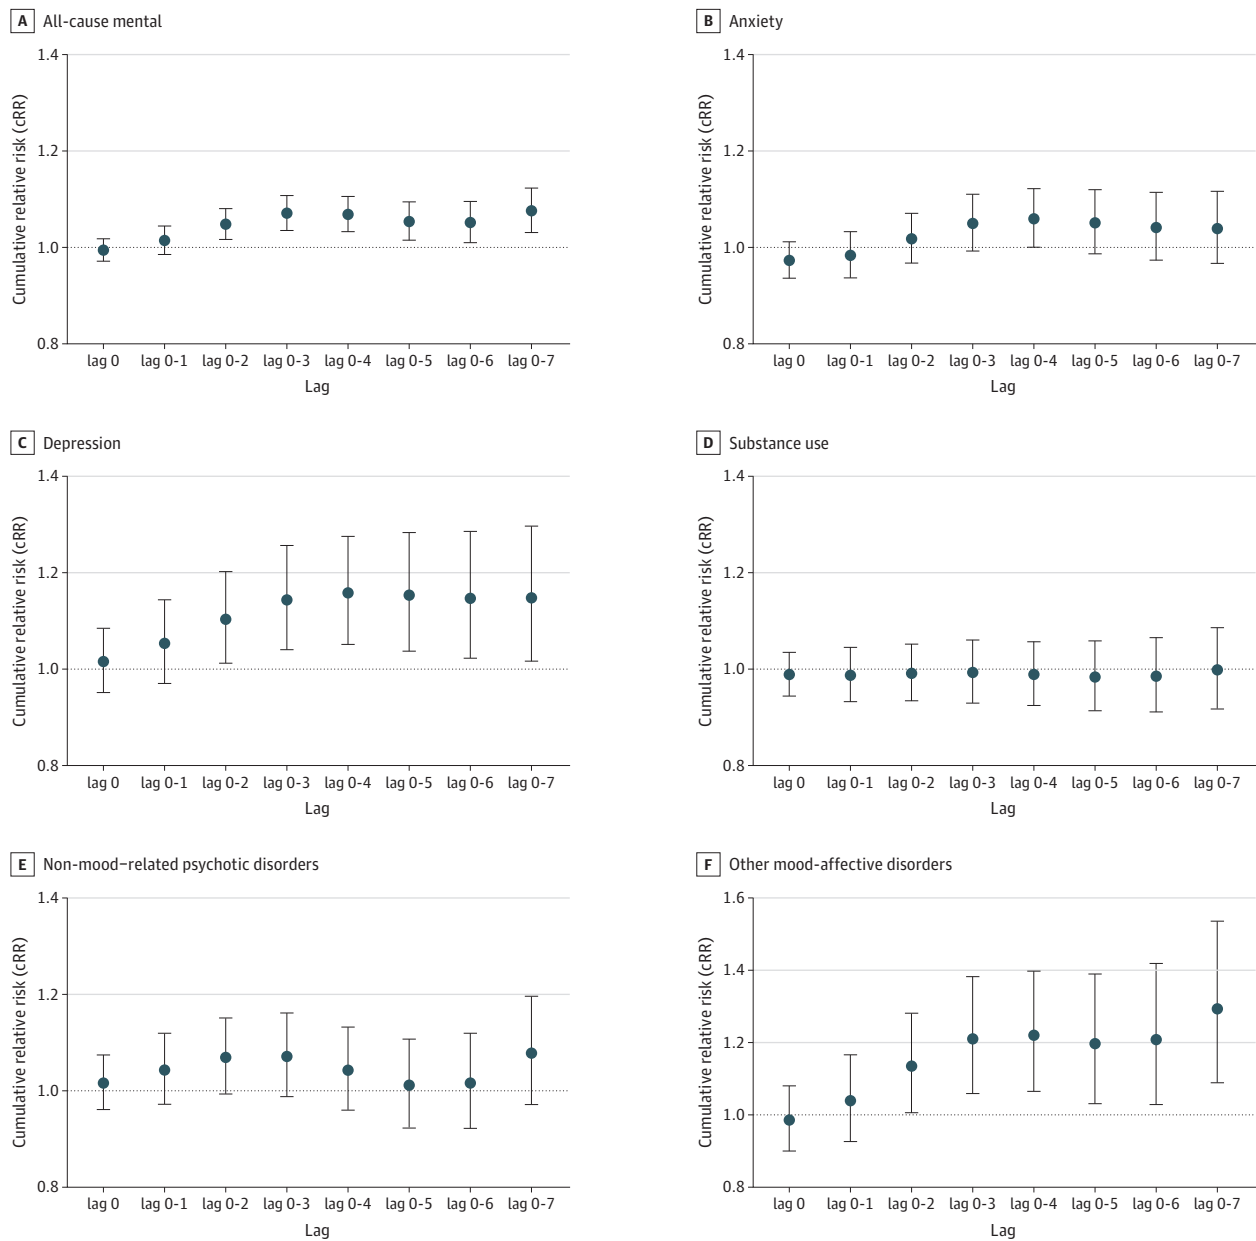 A All-cause mental
1.4
1.2
1.0
0.8
Cumulative relative risk (cRR)
lag 0 lag 0-1 lag 0-2 lag 0-3 lag 0-4 lag 0-5 lag 0-6 lag 0-7
Lag
B Anxiety
1.4
1.2
1.0
0.8
Cumulative relative risk (cRR)
lag 0 lag 0-1 lag 0-2 lag 0-3 lag 0-4 lag 0-5 lag 0-6 lag 0-7
Lag
C Depression
1.4
1.2
1.0
0.8
Cumulative relative risk (cRR)
lag 0 lag 0-1 lag 0-2 lag 0-3 lag 0-4 lag 0-5 lag 0-6 lag 0-7
Lag
D Substance use
1.4
1.2
1.0
0.8
Cumulative relative risk (cRR)
lag 0 lag 0-1 lag 0-2 lag 0-3 lag 0-4 lag 0-5 lag 0-6 lag 0-7
Lag
E Non-mood–related psychotic disorders
1.4
1.2
1.0
0.8
Cumulative relative risk (cRR)
lag 0 lag 0-1 lag 0-2 lag 0-3 lag 0-4 lag 0-5 lag 0-6 lag 0-7
Lag
F Other mood-affective disorders
1.6
1.4
1.2
1.0
0.8
Cumulative relative risk (cRR)
lag 0 lag 0-1 lag 0-2 lag 0-3 lag 0-4 lag 0-5 lag 0-6 lag 0-7
Lag